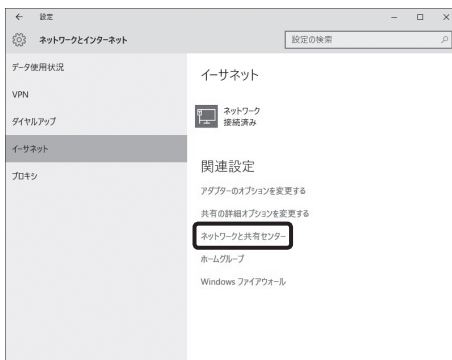 設定
ネットワークとインターネット
設定の検索
データ使用状況
VPN
ダイヤルアップ
イーサネット
プロキシ
イーサネット
ネットワーク
接続済み
関連設定
アダプターのオプションを変更する
共有の詳細オプションを変更する
ネットワークと共有センター
ホームグループ
Windows ファイアウォール